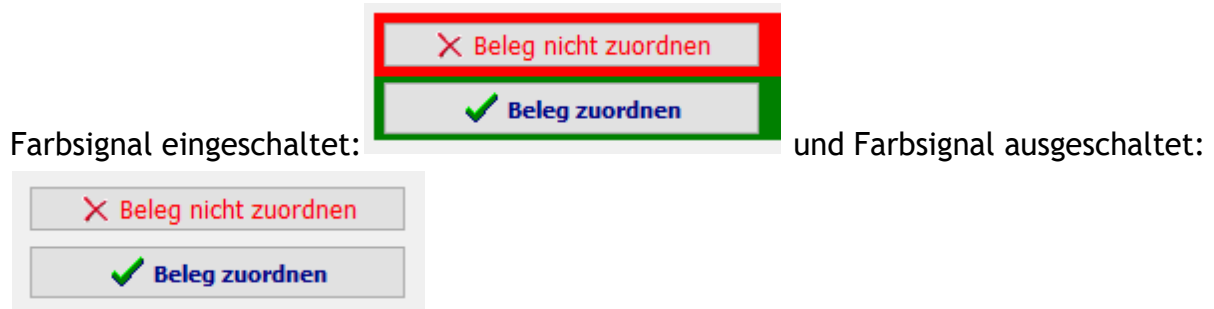 Beleg nicht zuordnen
Beleg zuordnen
Farbsignal eingeschaltet: und Farbsignal ausgeschaltet:
Beleg nicht zuordnen
Beleg zuordnen